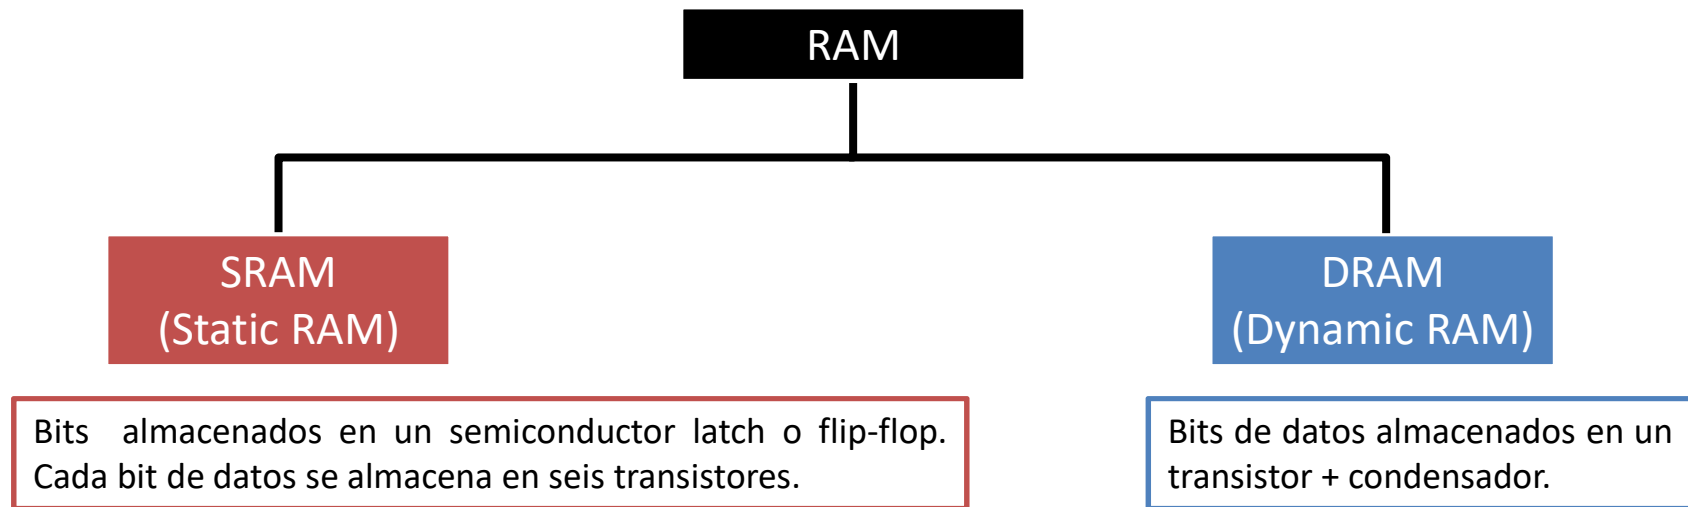 RAM
SRAM
(Static RAM)
DRAM
(Dynamic RAM)
Bits almacenados en un semiconductor latch o flip-flop.
Cada bit de datos se almacena en seis transistores.
Bits de datos almacenados en un
transistor + condensador.